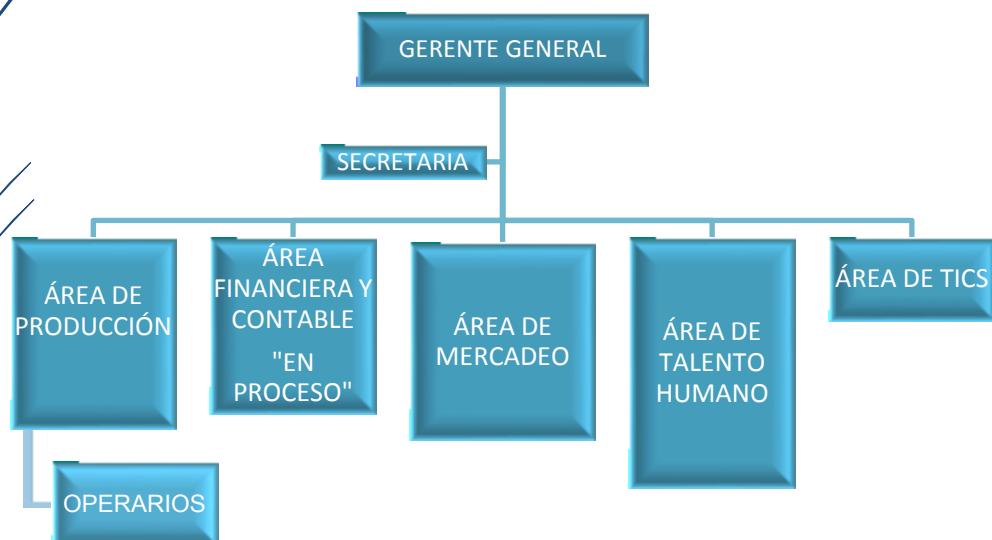 GERENTE GENERAL
SECRETARIA
ÁREA DE
PRODUCCIÓN
ÁREA
FINANCIERA Y
CONTABLE
"EN
PROCESO"
ÁREA DE
MERCADEO
ÁREA DE
TALENTO
HUMANO
ÁREA DE TICS
OPERARIOS